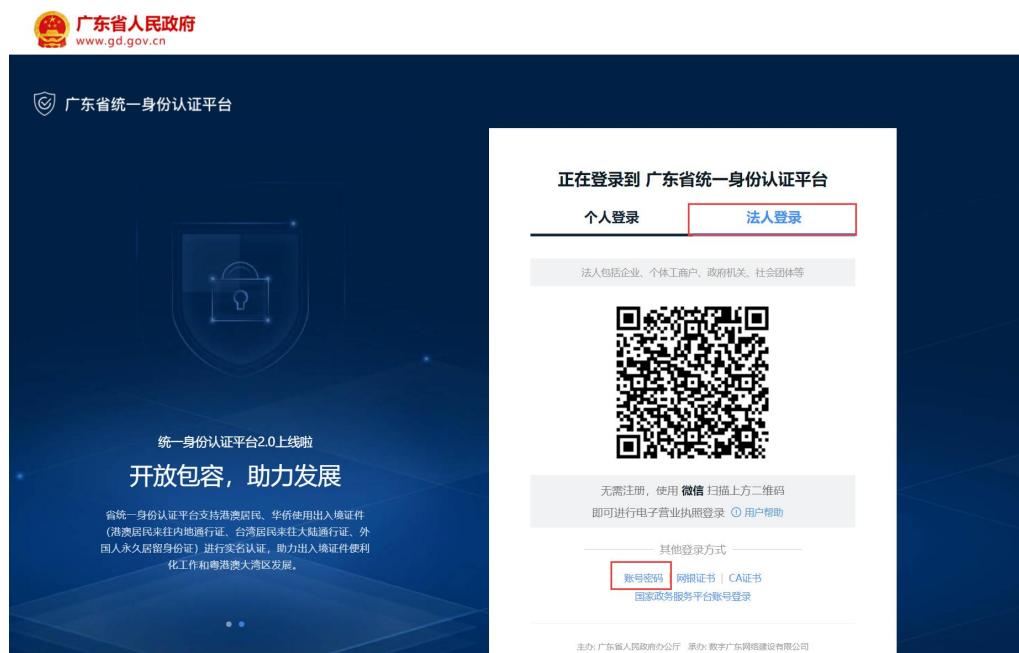 广东省人民政府
www.gd.gov.cn
广东省统一身份认证平台
统一身份认证平台2.0上线啦
开放包容，助力发展
省统一身份认证平台支持港澳居民、华侨使用出入境证件
(港澳居民来往内地通行证、台湾居民来往大陆通行证、外
国人永久居留身份证) 进行实名认证，助力出入境证件便利
化工作和粤港澳大湾区发展。
正在登录到 广东省统一身份认证平台
个人登录 法人登录
法人包括企业、个体工商户、政府机关、社会团体等
无需注册，使用 微信 扫描上方二维码
即可进行电子营业执照登录 用户帮助
其他登录方式
账号密码 网银证书 | CA证书
国家政务服务平台账号登录
主办: 广东省人民政府办公厅 承办: 数字广东网络建设有限公司